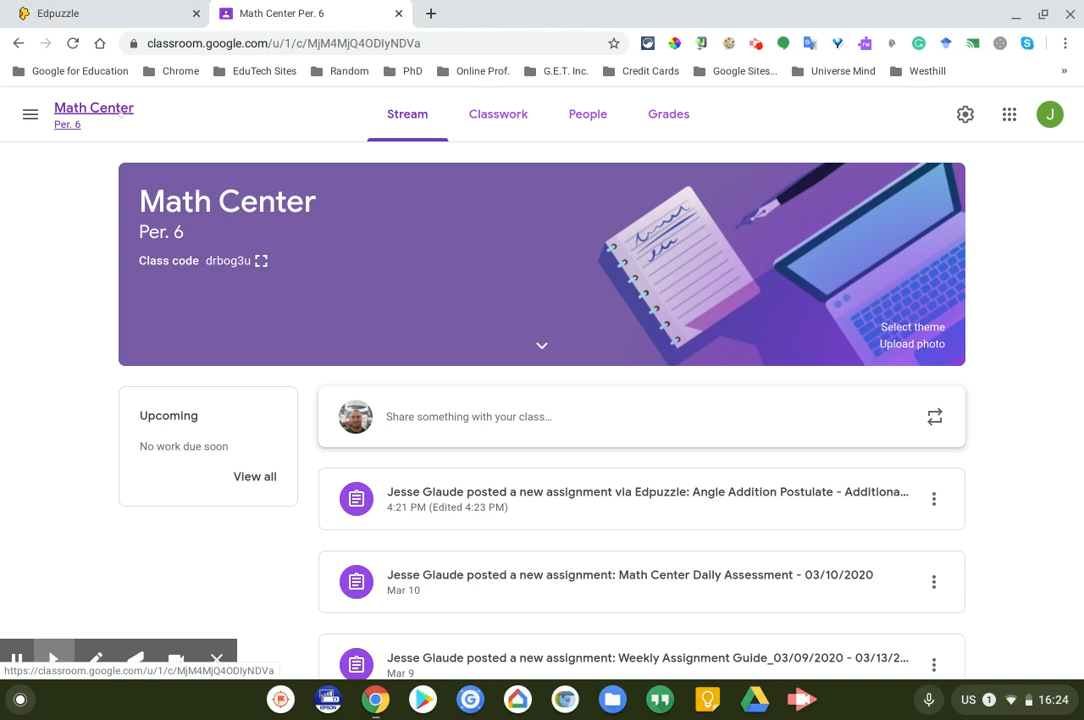 Edpuzzle
Math Center Per. 6
classroom.google.com/u/1/c/MjM4MjQ4ODIyNDVa
Google for Education
Chrome
EduTech Sites
Random
PhD
Online Prof.
G.E.T. Inc.
Credit Cards
Google Sites...
Universe Mind
Westhill
»
Math Center
Per. 6
Stream
Classwork
People
Grades
J
Math Center
Per. 6
Class code drbog3u
Select theme
Upload photo
Upcoming
No work due soon
View all
Share something with your class...
Jesse Glaude posted a new assignment via Edpuzzle: Angle Addition Postulate - Additiona...
4:21 PM (Edited 4:23 PM)
Jesse Glaude posted a new assignment: Math Center Daily Assessment - 03/10/2020
Mar 10
Jesse Glaude posted a new assignment: Weekly Assignment Guide_03/09/2020 - 03/13/2...
Mar 9
https://classroom.google.com/u/1/c/MjM4MjQ4ODIyNDVa
EPSON
US 1 16:24